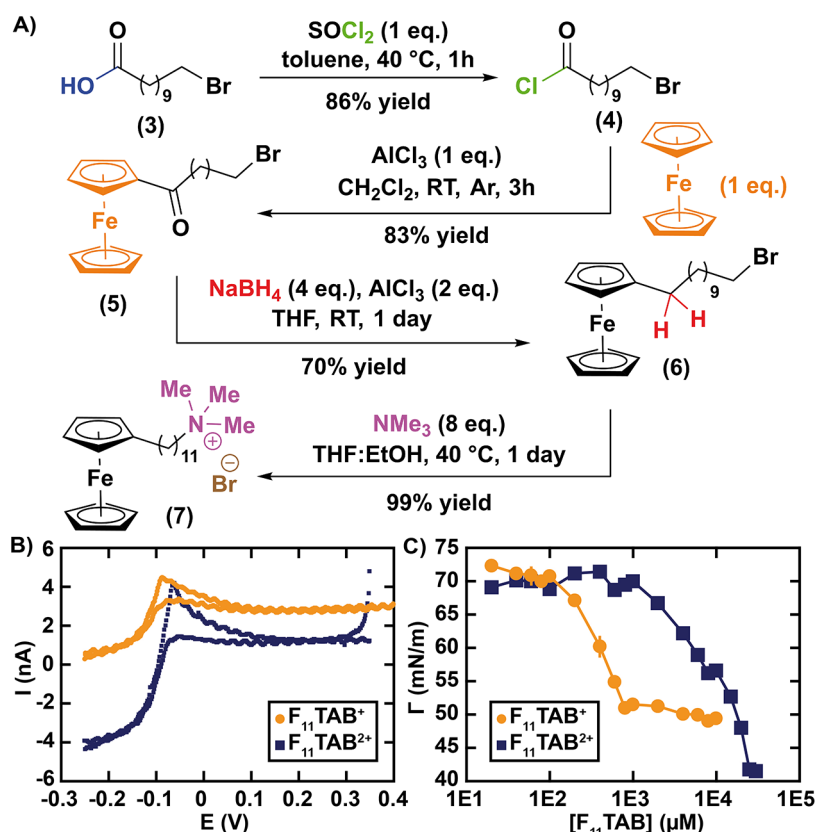 A)
SOCl₂ (1 eq.)
toluene, 40 °C, 1h
86% yield
O
HO
9
Br
(3)
O
Cl
9
Br
(4)
AlCl₃ (1 eq.)
CH₂Cl₂, RT, Ar, 3h
83% yield
Fe
(1 eq.)
Br
Fe
O
(5)
NaBH₄ (4 eq.), AlCl₃ (2 eq.)
THF, RT, 1 day
70% yield
Br
9
Fe
H
H
(6)
Me
Me
N
Me
+
11
Fe
−
Br
(7)
NMe₃ (8 eq.)
THF:EtOH, 40 °C, 1 day
99% yield
B)
6
4
2
0
-2
-4
-6
I (nA)
F₁₁TAB⁺
F₁₁TAB²⁺
-0.3 -0.2 -0.1 0 0.1 0.2 0.3 0.4
E (V)
C)
75
70
65
60
55
50
45
40
Γ (mN/m)
F₁₁TAB⁺
F₁₁TAB²⁺
1E1 1E2 1E3 1E4 1E5
[F₁₁TAB] (µM)